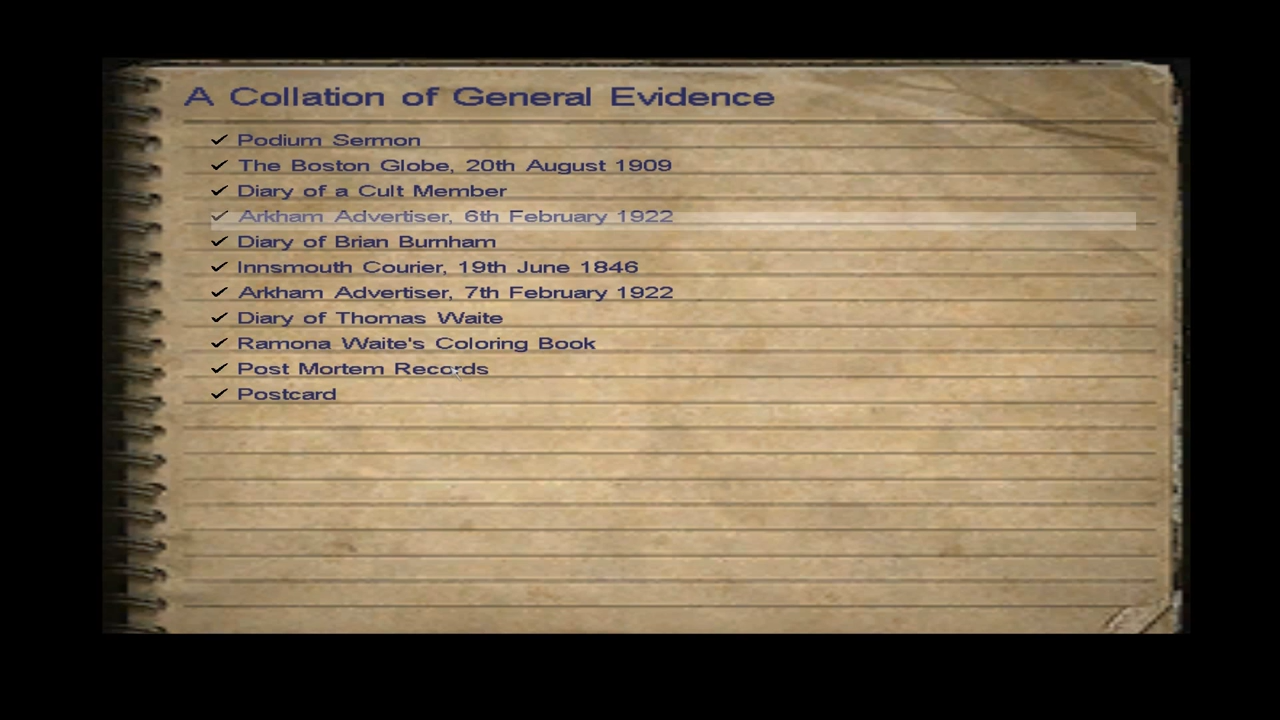 A Collation of General Evidence
✓ Podium Sermon
✓ The Boston Globe, 20th August 1909
✓ Diary of a Cult Member
✓ Arkham Advertiser, 6th February 1922
✓ Diary of Brian Burnham
✓ Innsmouth Courier, 19th June 1846
✓ Arkham Advertiser, 7th February 1922
✓ Diary of Thomas Waite
✓ Ramona Waite's Coloring Book
✓ Post Mortem Records
✓ Postcard